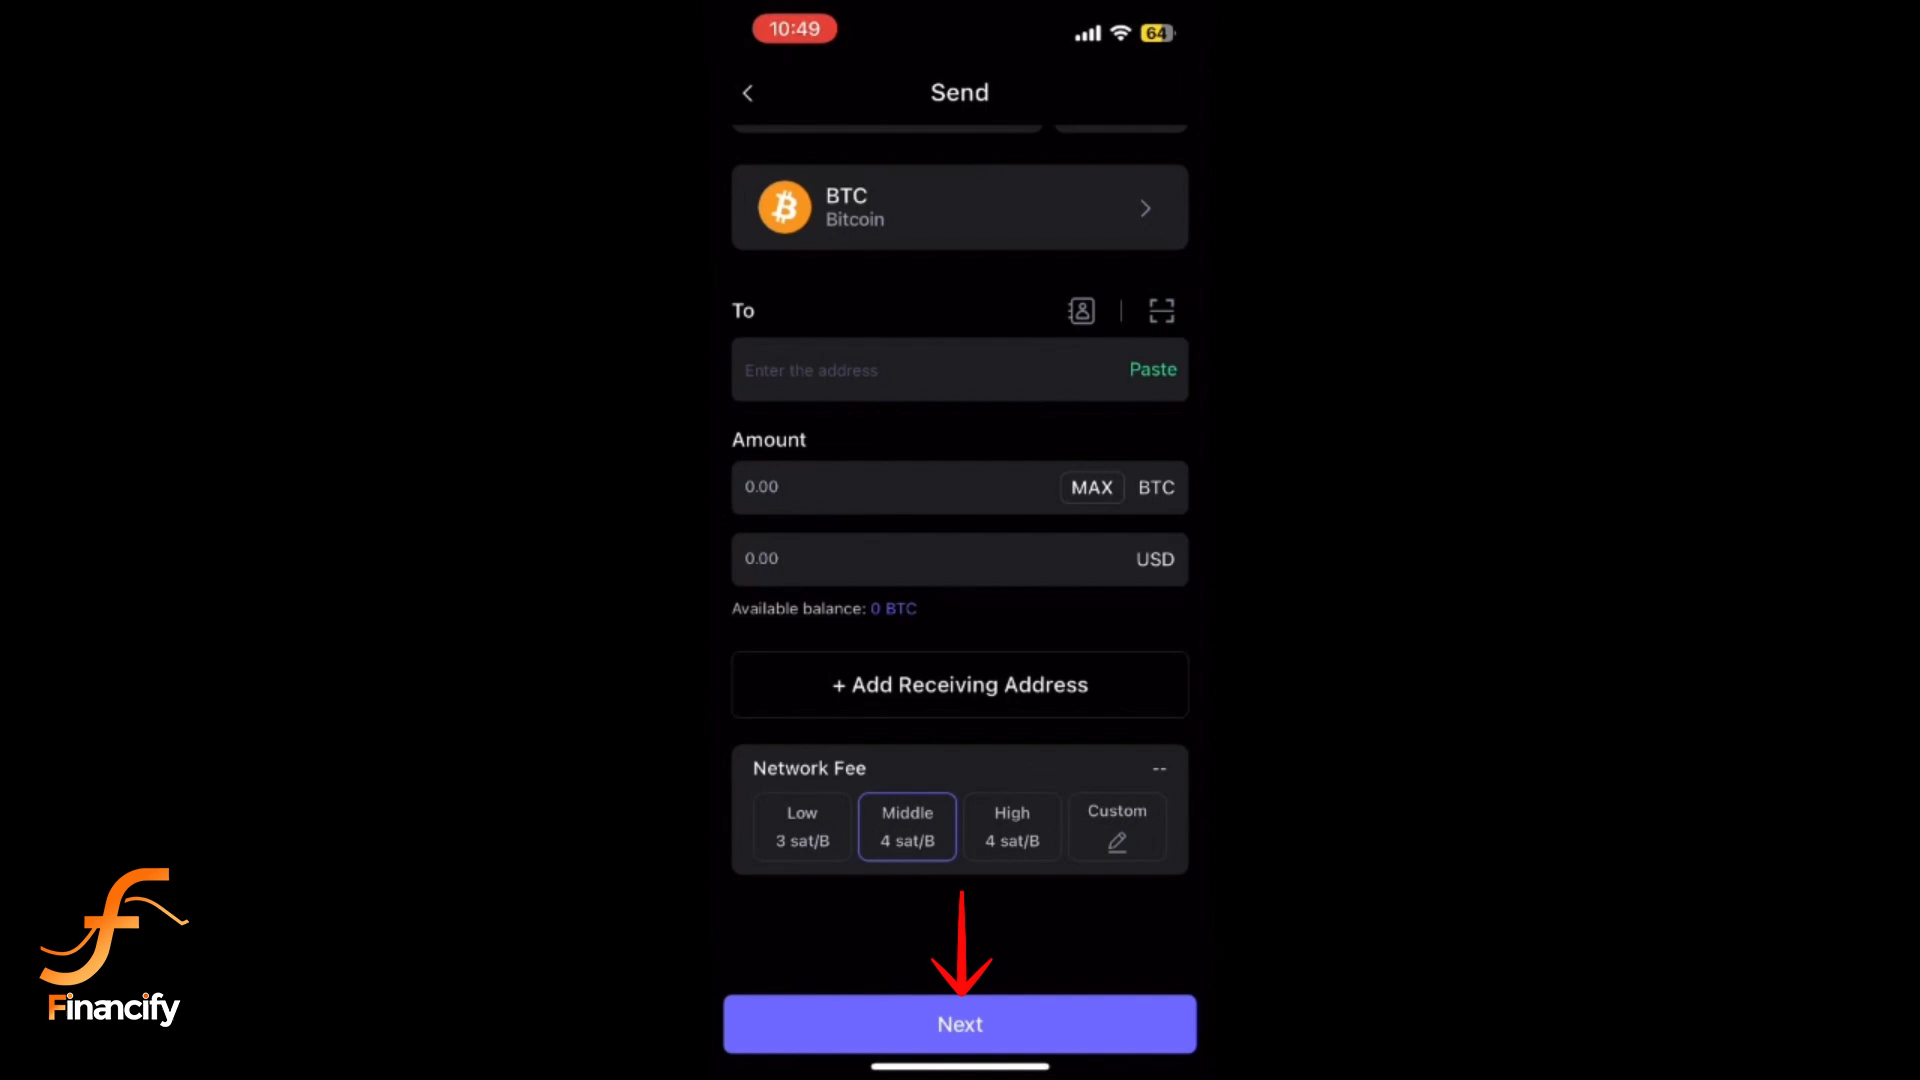 10:49
64
Send
BTC
Bitcoin
To
Enter the address
Paste
Amount
0.00
MAX
BTC
0.00
USD
Available balance: 0 BTC
+ Add Receiving Address
Network Fee
--
Low
3 sat/B
Middle
4 sat/B
High
4 sat/B
Custom
Financify
Next